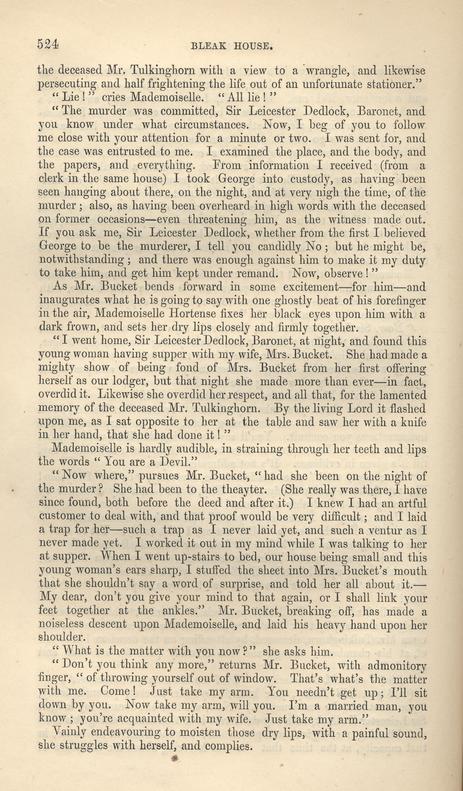 524 BLEAK HOUSE.
the deceased Mr. Tulkinghorn with a view to a wrangle, and likewise
persecuting and half frightening the life out of an unfortunate stationer.”
“Lie!” cries Mademoiselle. “All lie!”
“The murder was committed, Sir Leicester Dedlock, Baronet, and
you know under what circumstances. Now, I beg of you to follow
me close with your attention for a minute or two. I was sent for, and
the case was entrusted to me. I examined the place, and the body, and
the papers, and everything. From information I received (from a
clerk in the same house) I took George into custody, as having been
seen hanging about there, on the night, and at very nigh the time, of the
murder; also, as having been overheard in high words with the deceased
on former occasions—even threatening him, as the witness made out.
If you ask me, Sir Leicester Dedlock, whether from the first I believed
George to be the murderer, I tell you candidly No; but he might be,
notwithstanding; and there was enough against him to make it my duty
to take him, and get him kept under remand. Now, observe!”
As Mr. Bucket bends forward in some excitement—for him—and
inaugurates what he is going to say with one ghostly beat of his forefinger
in the air, Mademoiselle Hortense fixes her black eyes upon him with a
dark frown, and sets her dry lips closely and firmly together.
“I went home, Sir Leicester Dedlock, Baronet, at night, and found this
young woman having supper with my wife, Mrs. Bucket. She had made a
mighty show of being fond of Mrs. Bucket from her first offering
herself as our lodger, but that night she made more than ever—in fact,
overdid it. Likewise she overdid her respect, and all that, for the lamented
memory of the deceased Mr. Tulkinghorn. By the living Lord it flashed
upon me, as I sat opposite to her at the table and saw her with a knife
in her hand, that she had done it!”
Mademoiselle is hardly audible, in straining through her teeth and lips
the words “You are a Devil.”
“Now where,” pursues Mr. Bucket, “had she been on the night of
the murder? She had been to the theayter. (She really was there, I have
since found, both before the deed and after it.) I knew I had an artful
customer to deal with, and that proof would be very difficult; and I laid
a trap for her—such a trap as I never laid yet, and such a ventur as I
never made yet. I worked it out in my mind while I was talking to her
at supper. When I went up-stairs to bed, our house being small and this
young woman's ears sharp, I stuffed the sheet into Mrs. Bucket's mouth
that she shouldn't say a word of surprise, and told her all about it.—
My dear, don't you give your mind to that again, or I shall link your
feet together at the ankles.” Mr. Bucket, breaking off, has made a
noiseless descent upon Mademoiselle, and laid his heavy hand upon her
shoulder.
“What is the matter with you now?” she asks him.
“Don't you think any more,” returns Mr. Bucket, with admonitory
finger, “of throwing yourself out of window. That's what's the matter
with me. Come! Just take my arm. You needn't get up; I'll sit
down by you. Now take my arm, will you. I'm a married man, you
know; you're acquainted with my wife. Just take my arm.”
Vainly endeavouring to moisten those dry lips, with a painful sound,
she struggles with herself, and complies.